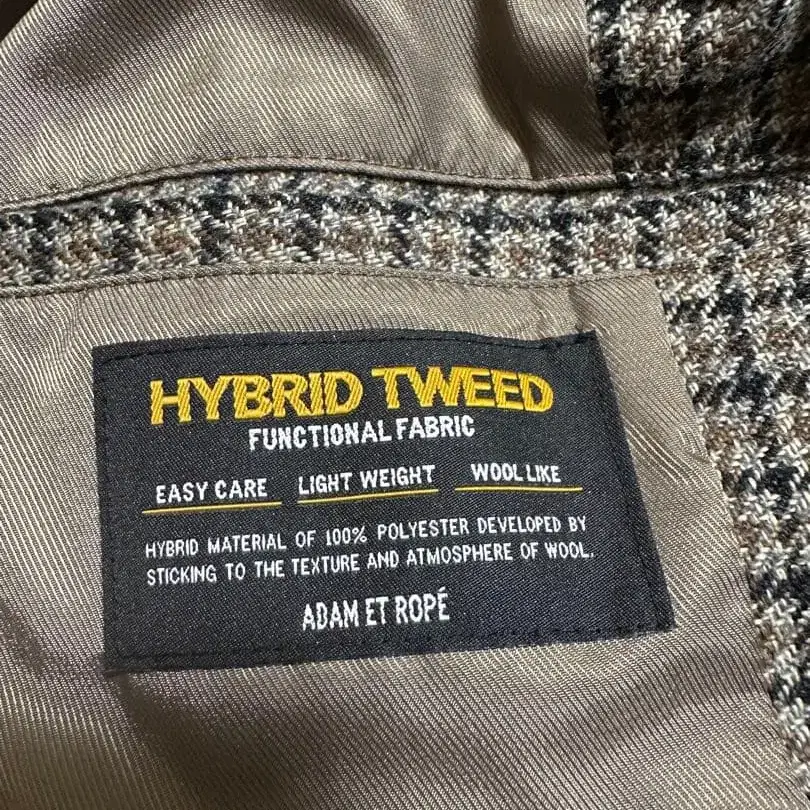 HYBRID TWEED
FUNCTIONAL FABRIC
EASY CARE LIGHT WEIGHT WOOL LIKE
HYBRID MATERIAL OF 100% POLYESTER DEVELOPED BY
STICKING TO THE TEXTURE AND ATMOSPHERE OF WOOL.
ADAM ET ROPÉ